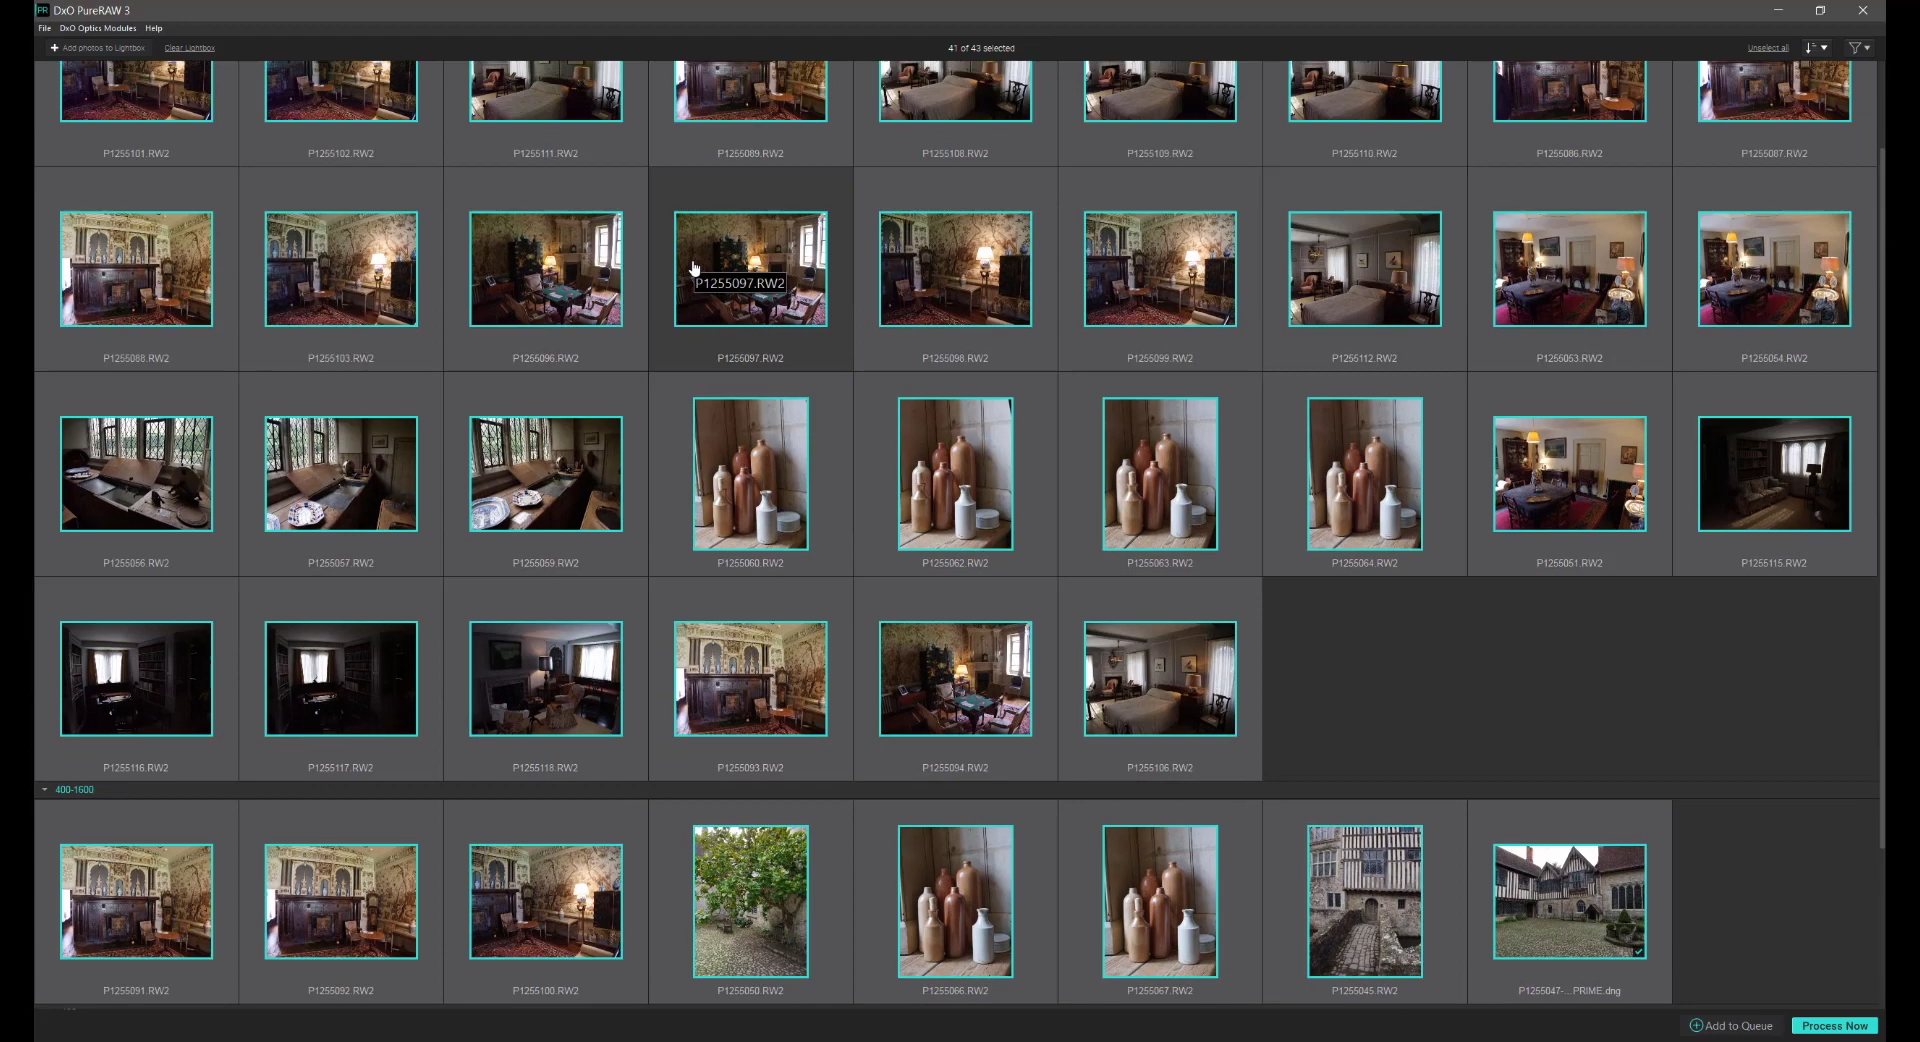 PR DxO PureRAW 3
File DxO Optics Modules Help
Add photos to Lightbox Clear Lightbox 41 of 43 selected Unselect all
P1255101.RW2 P1255102.RW2 P1255111.RW2 P1255089.RW2 P1255108.RW2 P1255109.RW2 P1255110.RW2 P1255086.RW2 P1255087.RW2
P1255097.RW2
P1255088.RW2 P1255103.RW2 P1255096.RW2 P1255097.RW2 P1255098.RW2 P1255099.RW2 P1255112.RW2 P1255053.RW2 P1255054.RW2
P1255056.RW2 P1255057.RW2 P1255059.RW2 P1255060.RW2 P1255062.RW2 P1255063.RW2 P1255064.RW2 P1255051.RW2 P1255115.RW2
P1255116.RW2 P1255117.RW2 P1255118.RW2 P1255093.RW2 P1255094.RW2 P1255106.RW2
400-1600
P1255091.RW2 P1255092.RW2 P1255100.RW2 P1255050.RW2 P1255066.RW2 P1255067.RW2 P1255045.RW2 P1255047-...PRIME.dng
Add to Queue Process Now